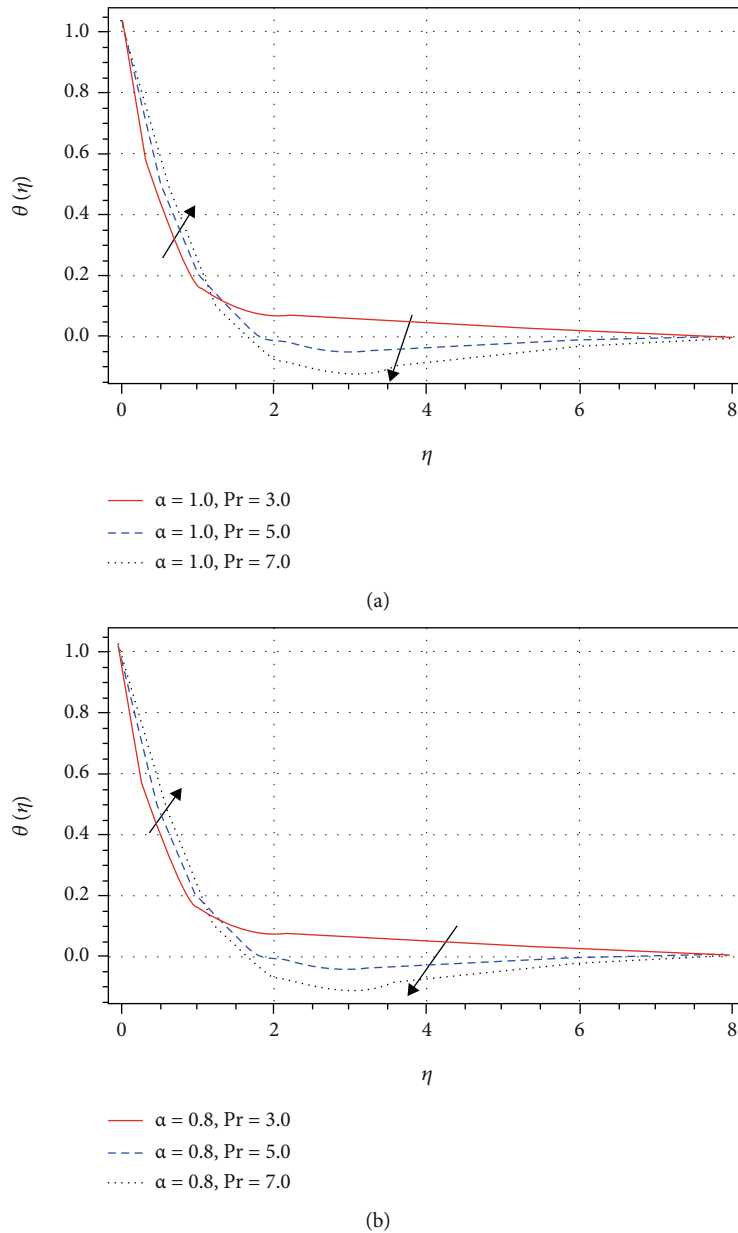 1.0
0.8
0.6
0.4
0.2
0.0
θ (η)
0 2 4 6 8
η
α = 1.0, Pr = 3.0
α = 1.0, Pr = 5.0
α = 1.0, Pr = 7.0
(a)
1.0
0.8
0.6
0.4
0.2
0.0
θ (η)
0 2 4 6 8
η
α = 0.8, Pr = 3.0
α = 0.8, Pr = 5.0
α = 0.8, Pr = 7.0
(b)